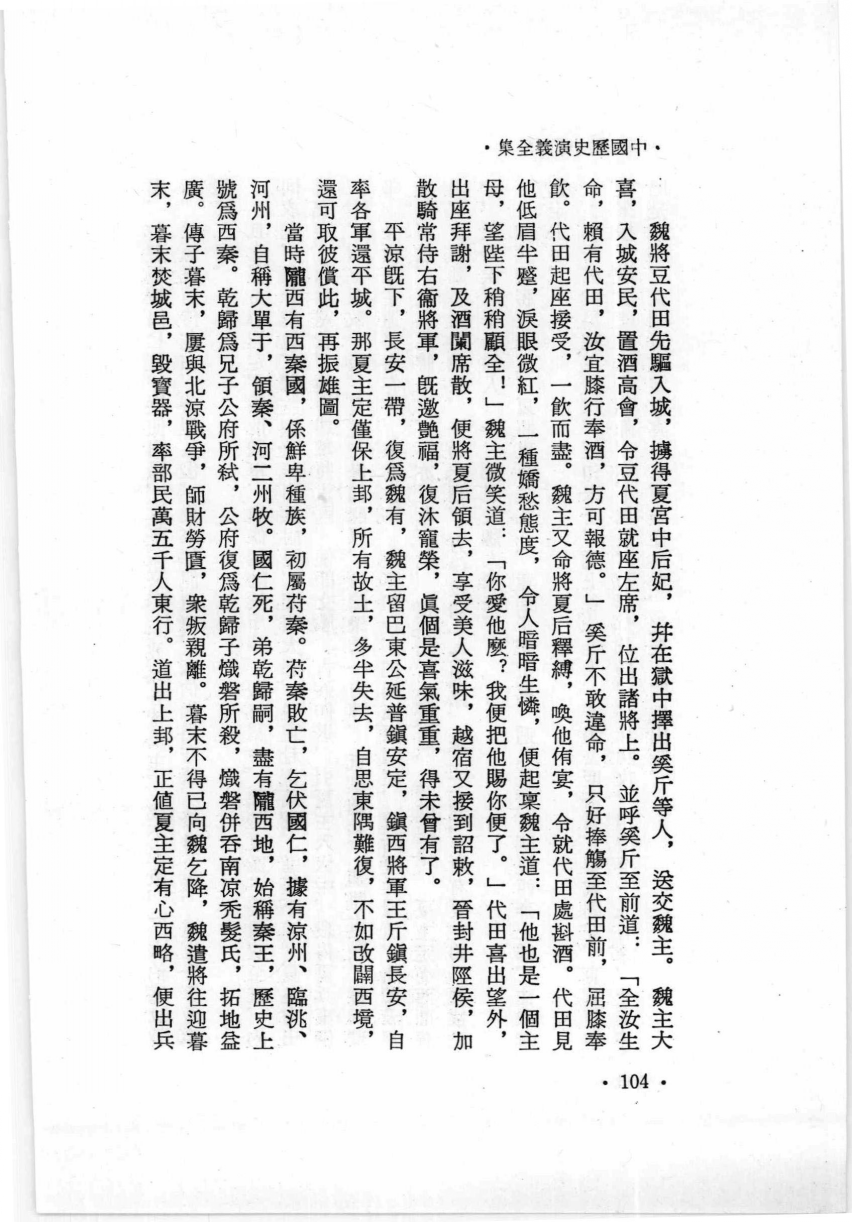 ·中國歷史演義全集·
魏將豆代田先驅入城，擄得夏宮中后妃，幷在獄中擇出奚斤等人，送交魏主。魏主大
喜，入城安民，置酒高會，令豆代田就座左席，位出諸將上。並呼奚斤至前道：「全汝生
命，賴有代田，汝宜膝行奉酒，方可報德。」奚斤不敢違命，只好捧觴至代田前，屈膝奉
飲。代田起座接受，一飲而盡。魏主又命將夏后釋縛，喚他侑宴，令就代田處斟酒。代田見
他低眉半蹙，淚眼微紅，一種嬌愁態度，令人暗暗生憐，便起稟魏主道：「他也是一個主
母，望陛下稍稍顧全！」魏主微笑道：「你愛他麼？我便把他賜你便了。」代田喜出望外，
出座拜謝，及酒闌席散，便將夏后領去，享受美人滋味，越宿又接到詔敕，晉封井陘侯，加
散騎常侍右衞將軍，旣邀艷福，復沐寵榮，眞個是喜氣重重，得未曾有了。
平涼旣下，長安一帶，復爲魏有，魏主留巴東公延普鎭安定，鎭西將軍王斤鎭長安，自
率各軍還平城。那夏主定僅保上邽，所有故土，多半失去，自思東隅難復，不如改闢西境，
還可取彼償此，再振雄圖。
當時隴西有西秦國，係鮮卑種族，初屬苻秦。苻秦敗亡，乞伏國仁，據有涼州、臨洮、
河州，自稱大單于，領秦、河二州牧。國仁死，弟乾歸嗣，盡有隴西地，始稱秦王，歷史上
號爲西秦。乾歸爲兄子公府所弒，公府復爲乾歸子熾磐所殺，熾磐併吞南涼禿髮氏，拓地益
廣。傳子暮末，屢與北涼戰爭，師財勞匱，衆叛親離。暮末不得已向魏乞降，魏遣將往迎暮
末，暮末焚城邑，毀寶器，率部民萬五千人東行。道出上邽，正値夏主定有心西略，便出兵
·104·